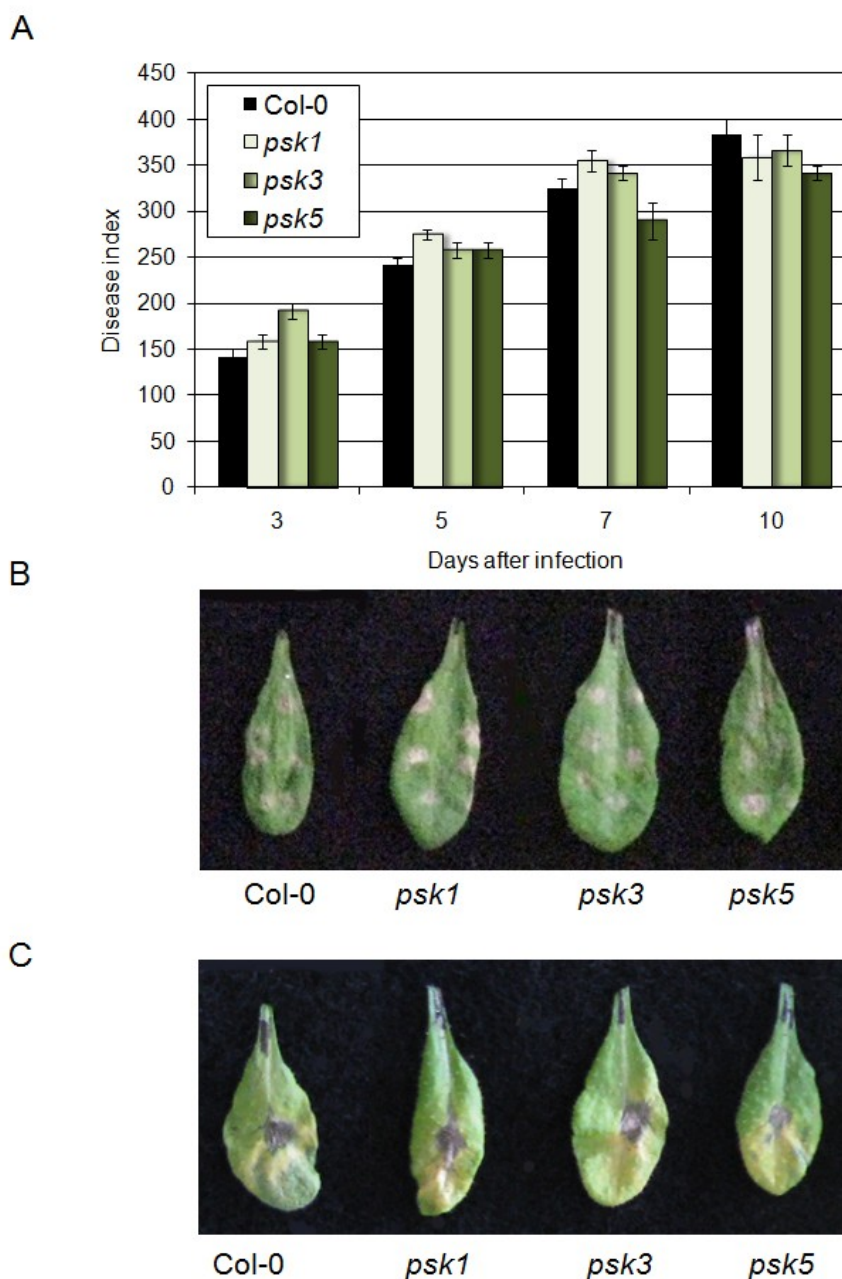 A
450
400
350
300
250
200
150
100
50
0
Disease index
Col-0
psk1
psk3
psk5
3 5 7 10
Days after infection
B
Col-0 psk1 psk3 psk5
C
Col-0 psk1 psk3 psk5